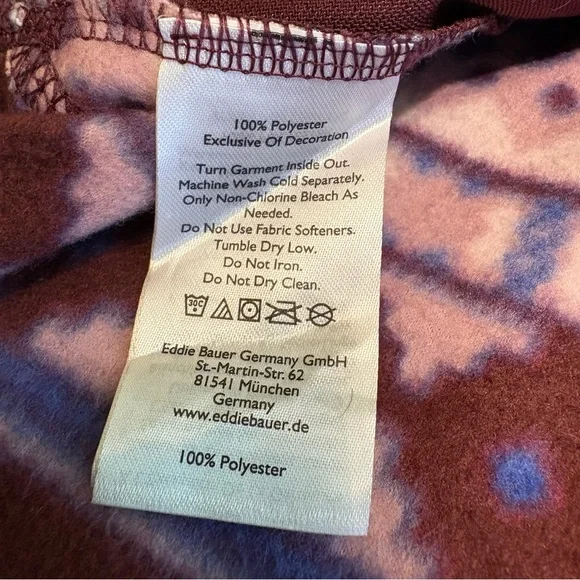 100% Polyester
Exclusive Of Decoration
Turn Garment Inside Out.
Machine Wash Cold Separately.
Only Non-Chlorine Bleach As
Needed.
Do Not Use Fabric Softeners.
Tumble Dry Low.
Do Not Iron.
Do Not Dry Clean.
30C
Eddie Bauer Germany GmbH
St.-Martin-Str. 62
81541 München
Germany
www.eddiebauer.de
100% Polyester